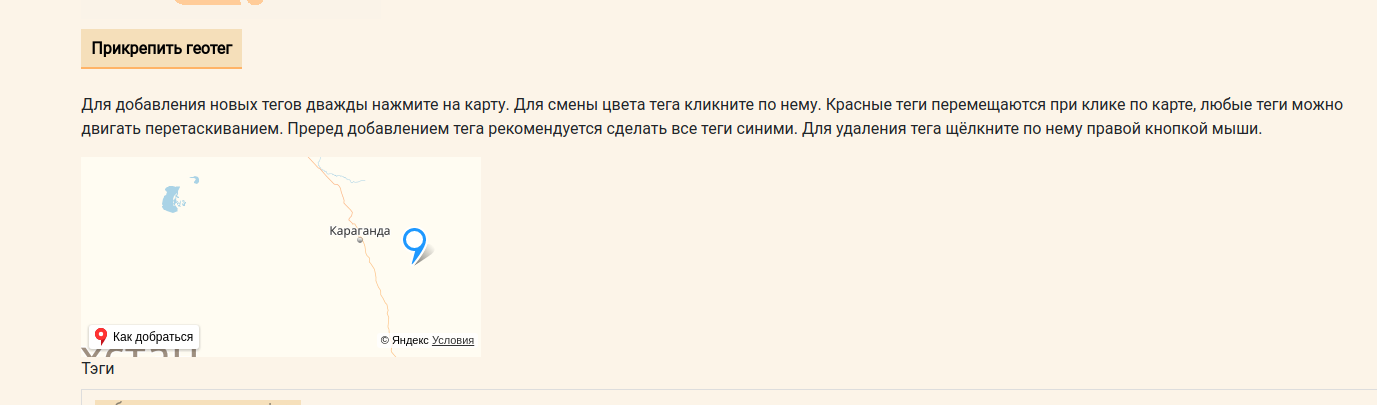 Прикрепить геотег
Для добавления новых тегов дважды нажмите на карту. Для смены цвета тега кликните по нему. Красные теги перемещаются при клике по карте, любые теги можно
двигать перетаскиванием. Преред добавлением тега рекомендуется сделать все теги синими. Для удаления тега щёлкните по нему правой кнопкой мыши.
Караганда
Как добраться
© Яндекс Условия
Тэги